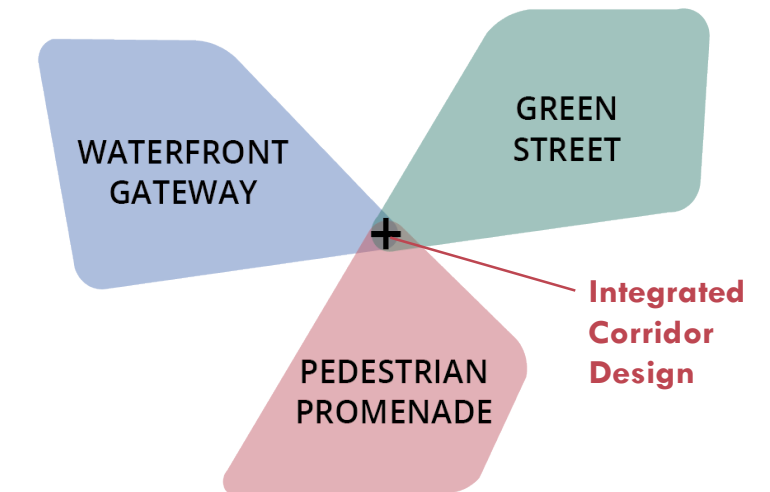 WATERFRONT
GATEWAY
GREEN
STREET
Integrated
Corridor
Design
PEDESTRIAN
PROMENADE